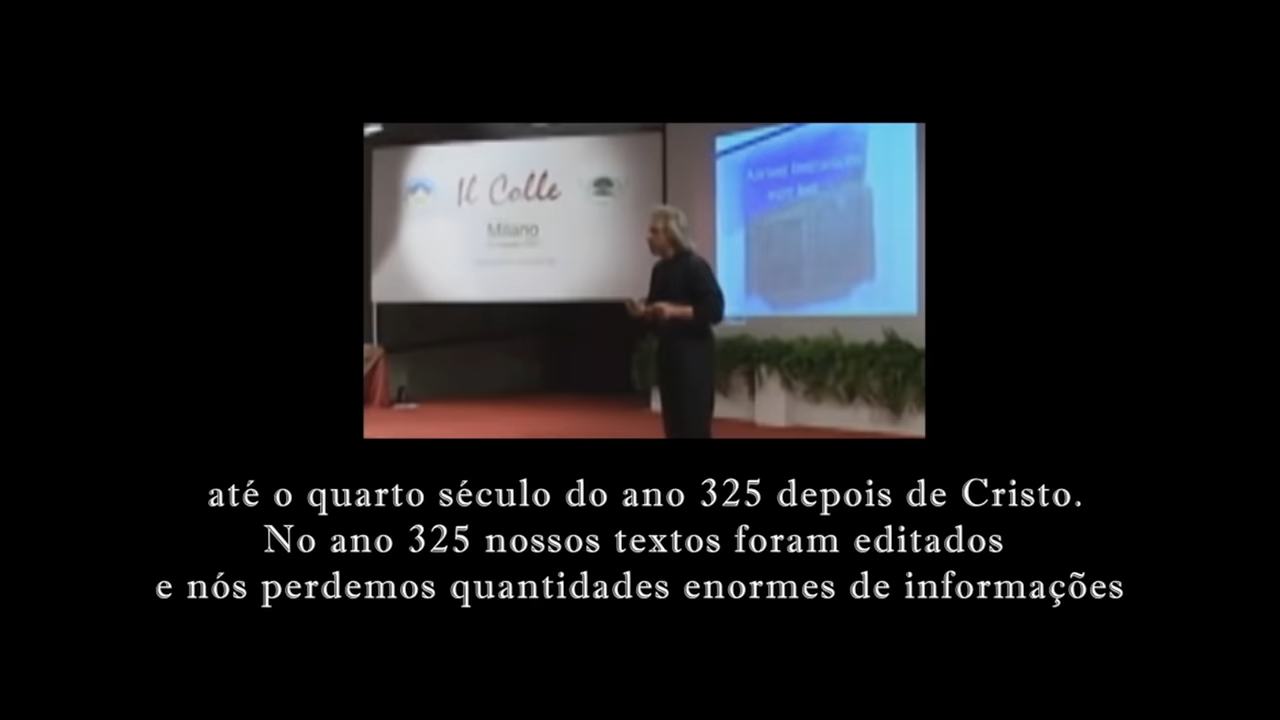 Il Colle
Milano
até o quarto século do ano 325 depois de Cristo.
No ano 325 nossos textos foram editados
e nós perdemos quantidades enormes de informações